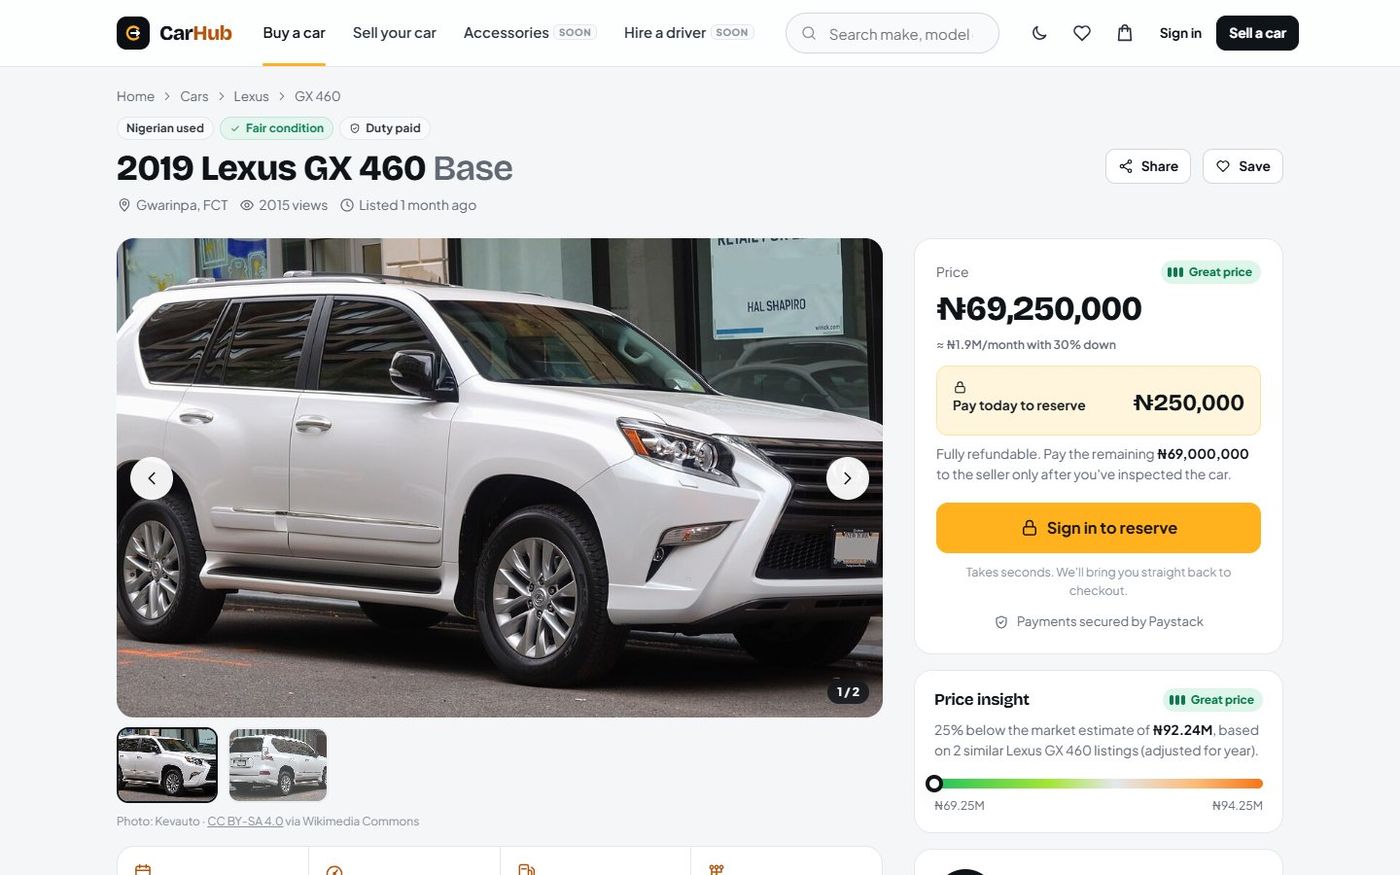 CarHub
Buy a car
Sell your car
Accessories SOON
Hire a driver SOON
Search make, model
Sign in
Sell a car
Home > Cars > Lexus > GX 460
Nigerian used
Fair condition
Duty paid
2019 Lexus GX 460 Base
Share
Save
Gwarinpa, FCT
2015 views
Listed 1 month ago
HAL SHAPIRO
winick.com
1 / 2
Photo: Kevauto · CC BY-SA 4.0 via Wikimedia Commons
Price
Great price
₦69,250,000
≈ ₦1.9M/month with 30% down
Pay today to reserve
₦250,000
Fully refundable. Pay the remaining ₦69,000,000
to the seller only after you've inspected the car.
Sign in to reserve
Takes seconds. We'll bring you straight back to
checkout.
Payments secured by Paystack
Price insight
Great price
25% below the market estimate of ₦92.24M, based
on 2 similar Lexus GX 460 listings (adjusted for year).
₦69.25M
₦94.25M